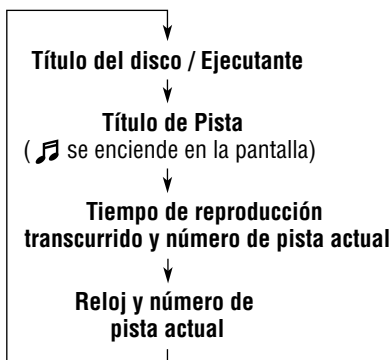 Título del disco / Ejecutante
Título de Pista
( ♫ se enciende en la pantalla)
Tiempo de reproducción
transcurrido y número de pista actual
Reloj y número de
pista actual